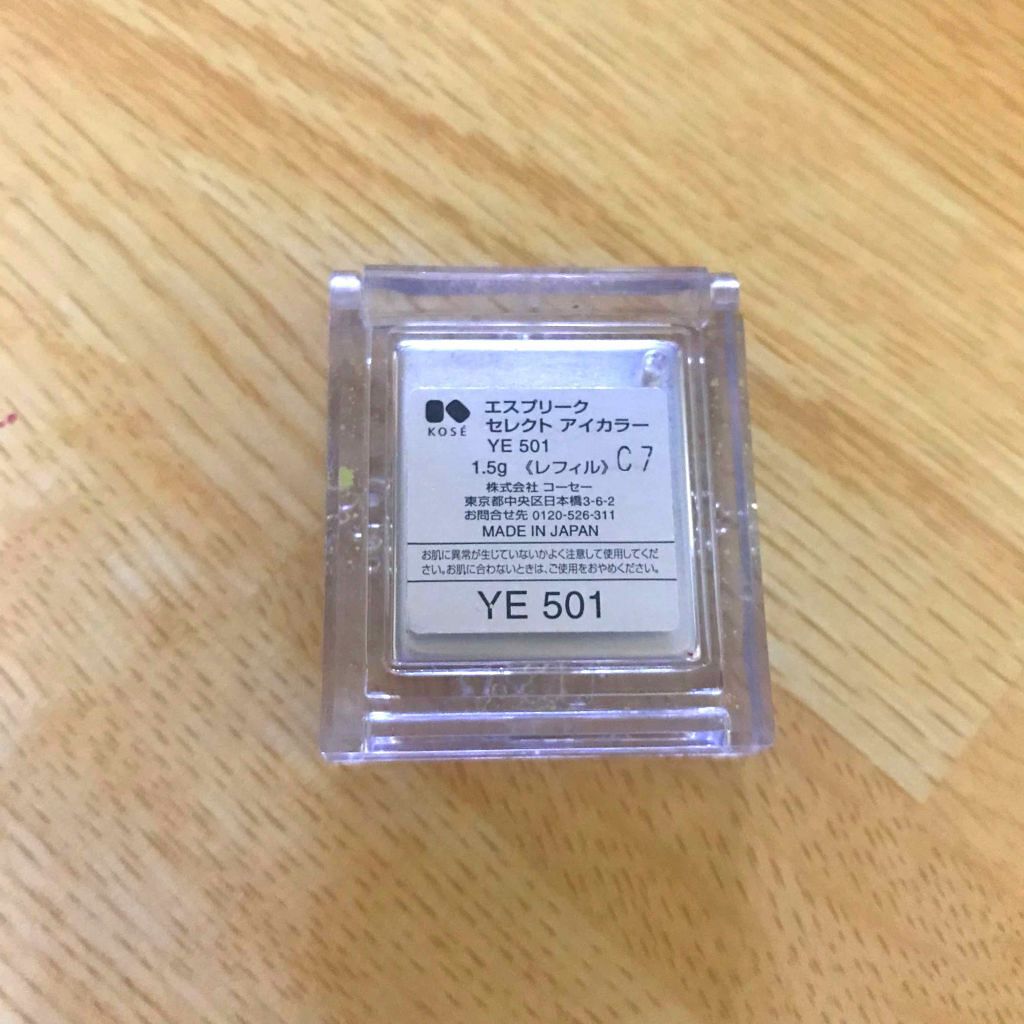 KOSÉ
エスプリーク
セレクト アイカラー
YE 501
1.5g 《レフィル》 C7
株式会社 コーセー
東京都中央区日本橋3-6-2
お問合せ先 0120-526-311
MADE IN JAPAN
お肌に異常が生じていないかよく注意して使用してくだ
さい。お肌に合わないときは、ご使用をおやめください。
YE 501